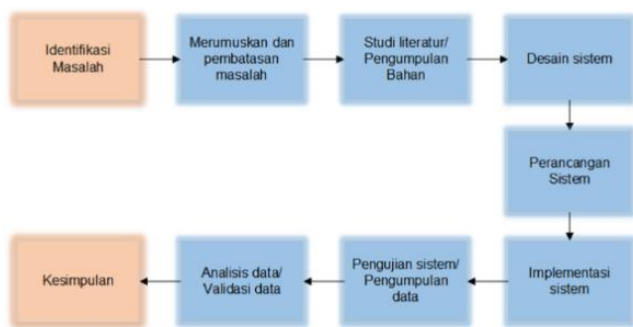 Identifikasi
Masalah
Merumuskan dan
pembatasan
masalah
Studi literatur/
Pengumpulan
Bahan
Desain sistem
Perancangan
Sistem
Implementasi
sistem
Pengujian sistem/
Pengumpulan
data
Analisis data/
Validasi data
Kesimpulan